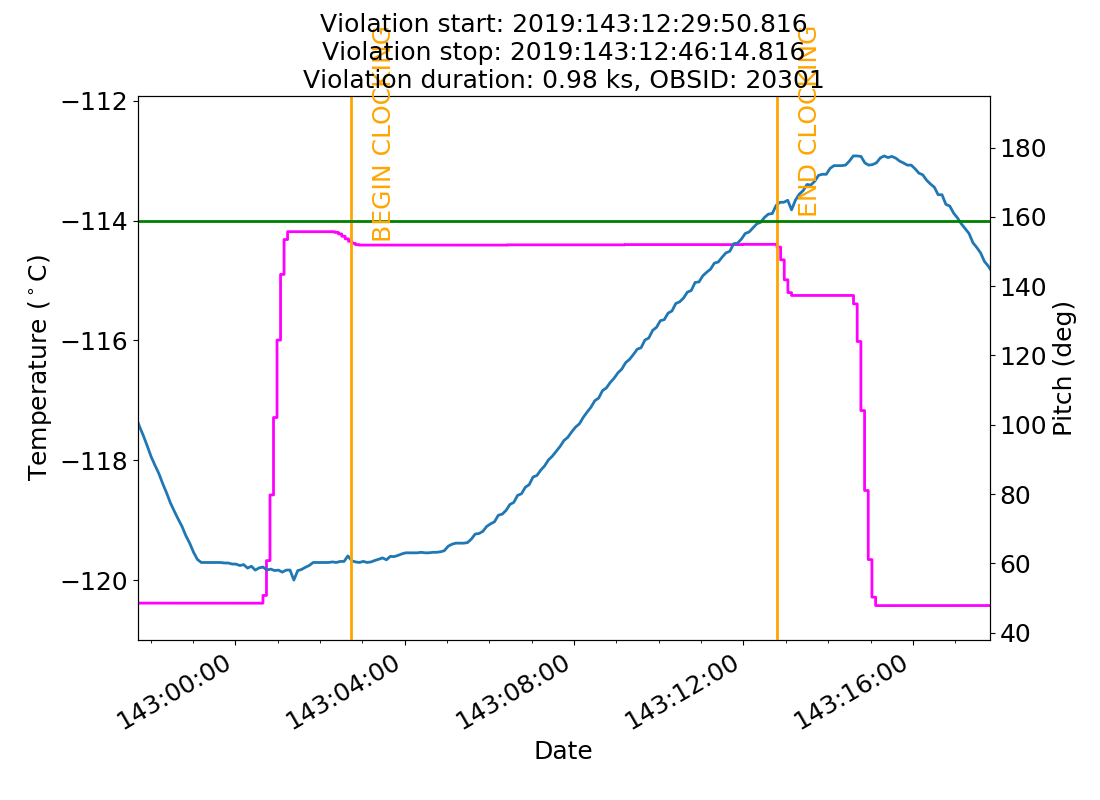 Violation start: 2019:143:12:29:50.816
Violation stop: 2019:143:12:46:14.816
Violation duration: 0.98 ks, OBSID: 20301
BEGIN CLOCKING
END CLOCKING
−112
−114
−116
−118
−120
Temperature (°C)
180
160
140
120
100
80
60
40
Pitch (deg)
143:00:00
143:04:00
143:08:00
143:12:00
143:16:00
Date